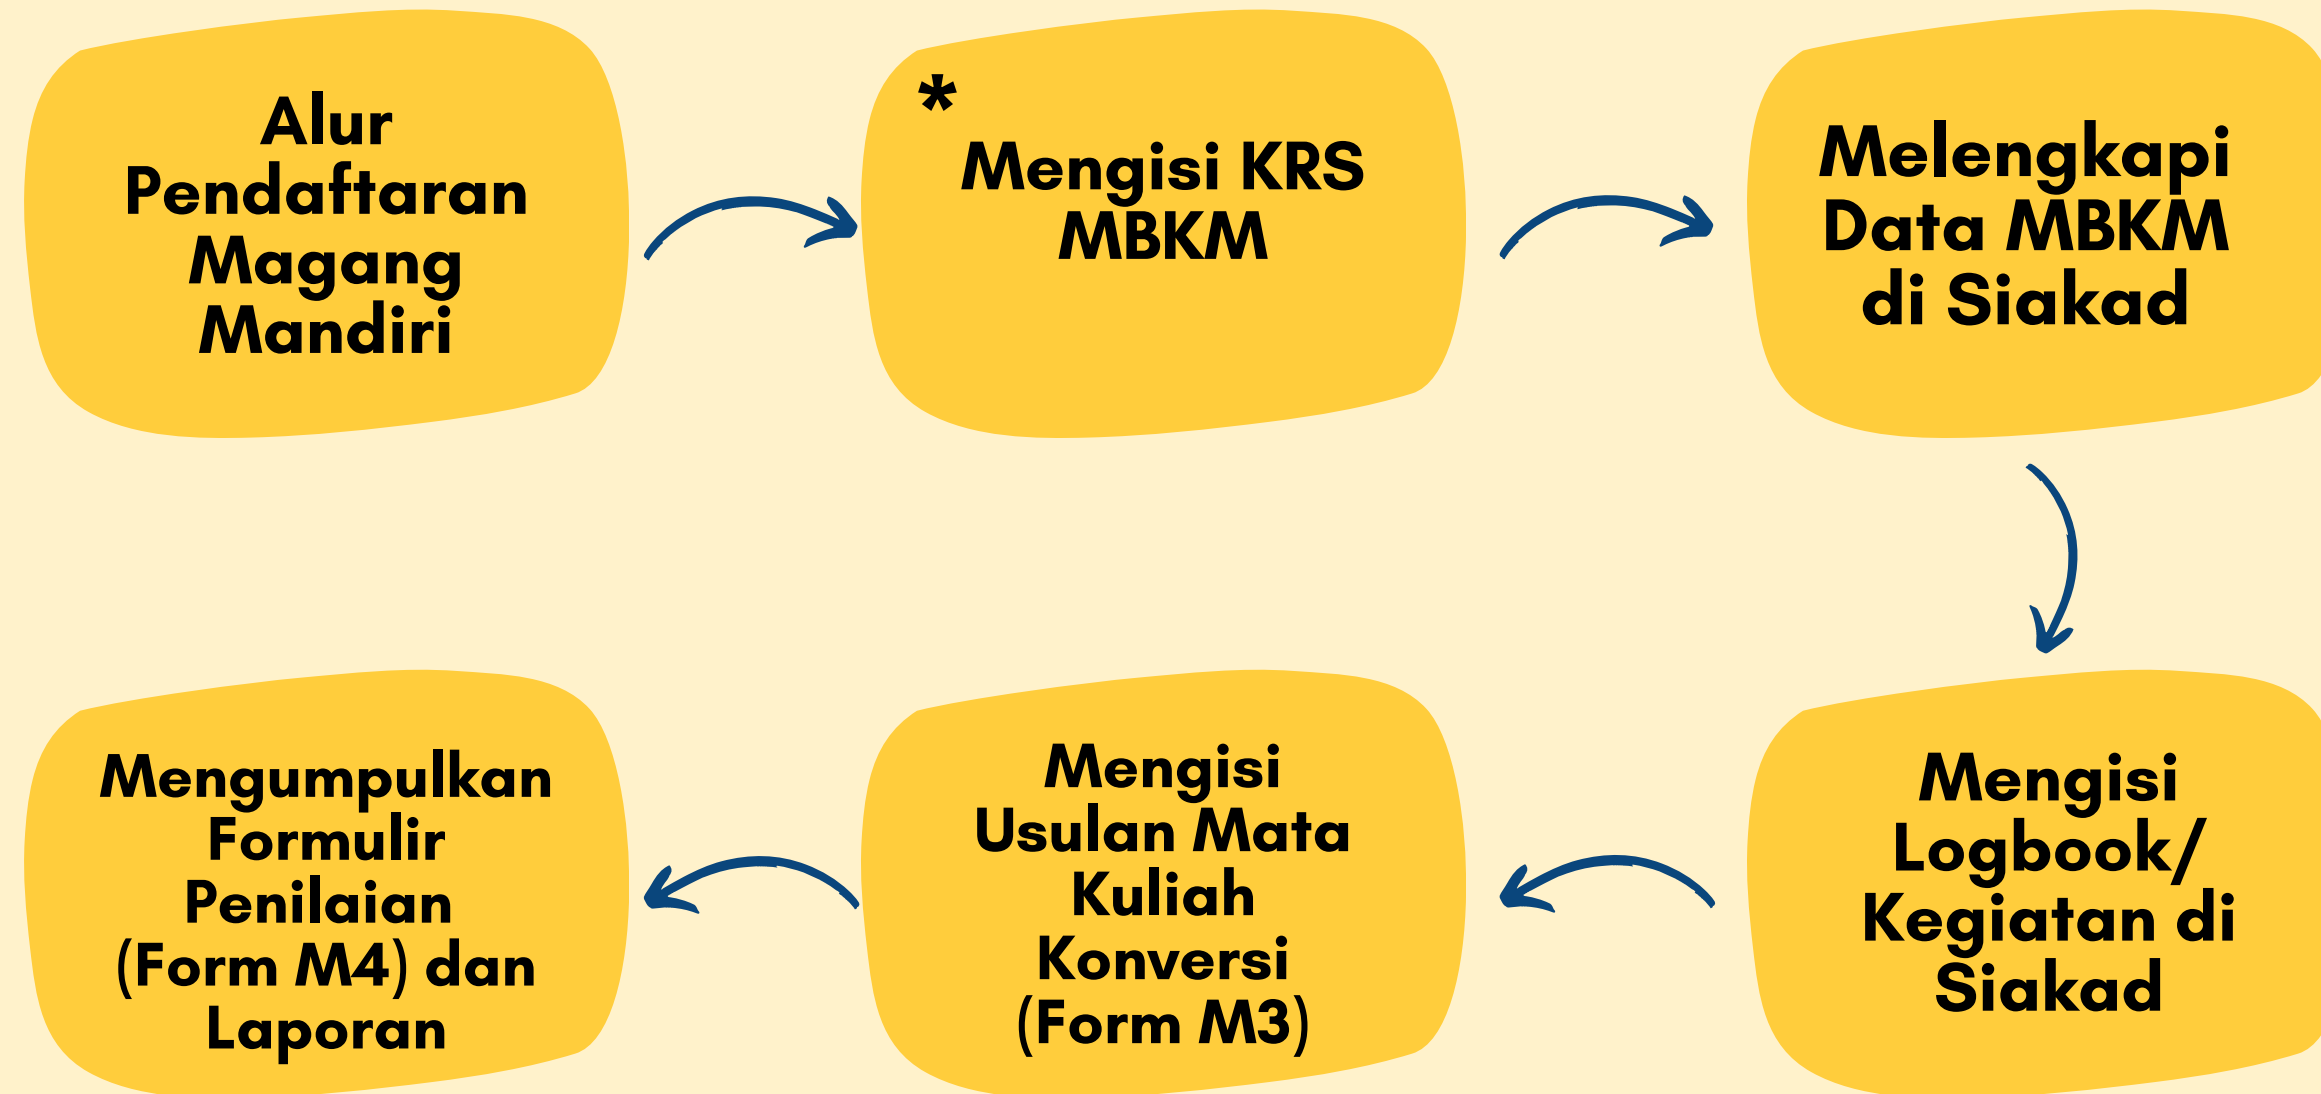 Alur
Pendaftaran
Magang
Mandiri
*
Mengisi KRS
MBKM
Melengkapi
Data MBKM
di Siakad
Mengisi
Logbook/
Kegiatan di
Siakad
Mengisi
Usulan Mata
Kuliah
Konversi
(Form M3)
Mengumpulkan
Formulir
Penilaian
(Form M4) dan
Laporan